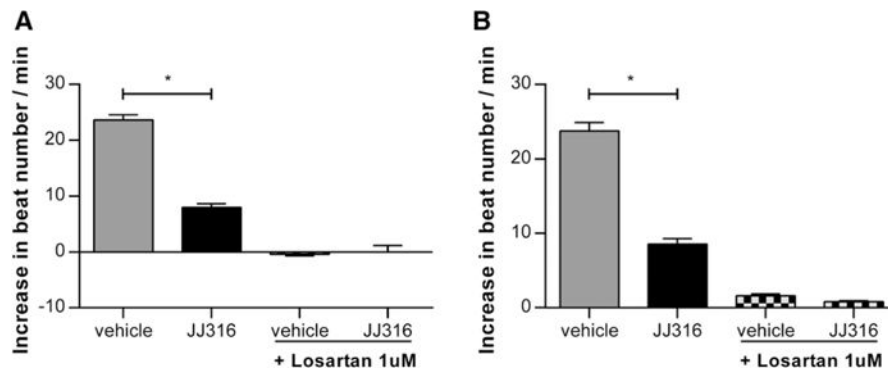 A
Increase in beat number / min
30
20
10
0
-10
*
vehicle JJ316 vehicle JJ316
+ Losartan 1uM
B
Increase in beat number / min
30
20
10
0
*
vehicle JJ316 vehicle JJ316
+ Losartan 1uM